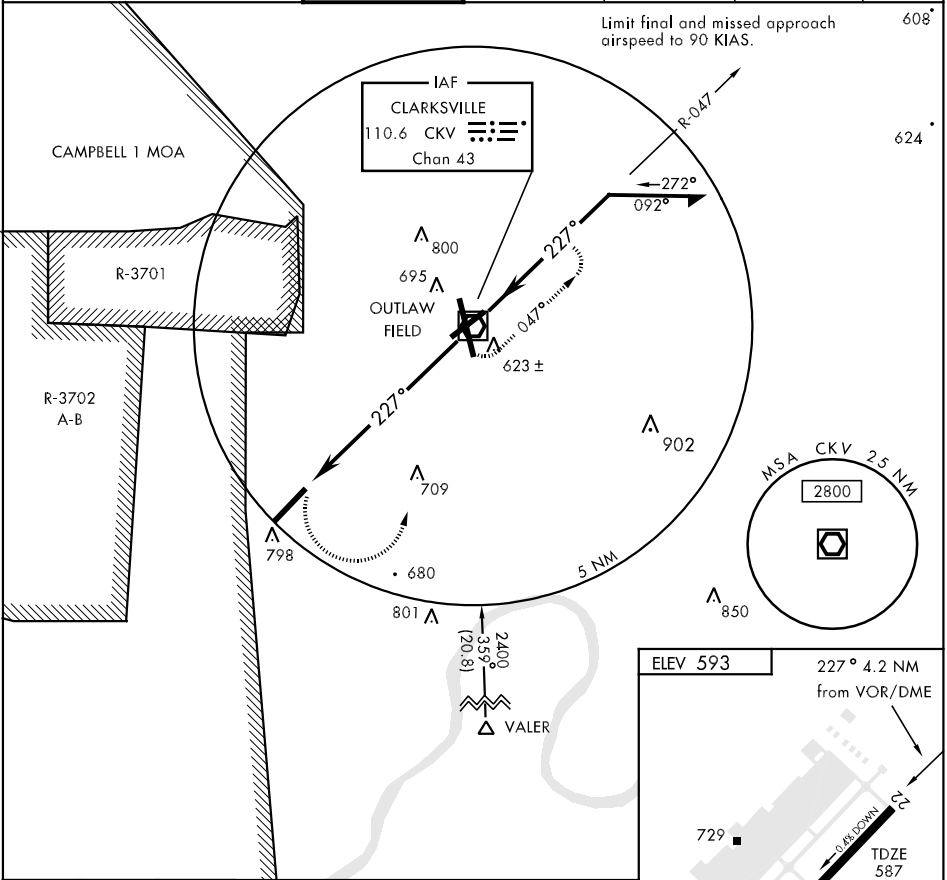 Limit final and missed approach
airspeed to 90 KIAS.
608
IAF
CLARKSVILLE
110.6 CKV
Chan 43
R-047
624
CAMPBELL 1 MOA
272°
092°
227°
800
R-3701
695
OUTLAW
FIELD
047°
623 ±
R-3702
A-B
227°
902
709
MSA CKV 25 NM
2800
798
680
5 NM
801
850
2400
359°
(20.8)
VALER
ELEV 593
227° 4.2 NM
from VOR/DME
22
729
0.4% DOWN
TDZE
587